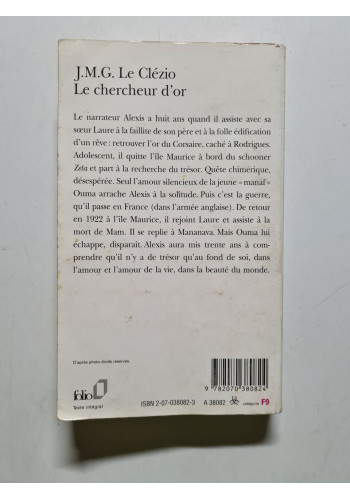 J.M.G. Le Clézio
Le chercheur d'or
Le narrateur Alexis a huit ans quand il assiste avec sa
sœur Laure à la faillite de son père et à la folle édification
d'un rêve : retrouver l'or du Corsaire, caché à Rodrigues.
Adolescent, il quitte l'île Maurice à bord du schooner
Zeta et part à la recherche du trésor. Quête chimérique,
désespérée. Seul l'amour silencieux de la jeune « manaf »
Ouma arrache Alexis à la solitude. Puis c'est la guerre,
qu'il passe en France (dans l'armée anglaise). De retour
en 1922 à l'île Maurice, il rejoint Laure et assiste à la
mort de Mam. Il se replie à Mananava. Mais Ouma lui
échappe, disparaît. Alexis aura mis trente ans à com-
prendre qu'il n'y a de trésor qu'au fond de soi, dans
l'amour et l'amour de la vie, dans la beauté du monde.
D'après photo droits réservés.
folio
Texte intégral
9 782070 380824
ISBN 2-07-038082-3
A 38082
catégorie F9